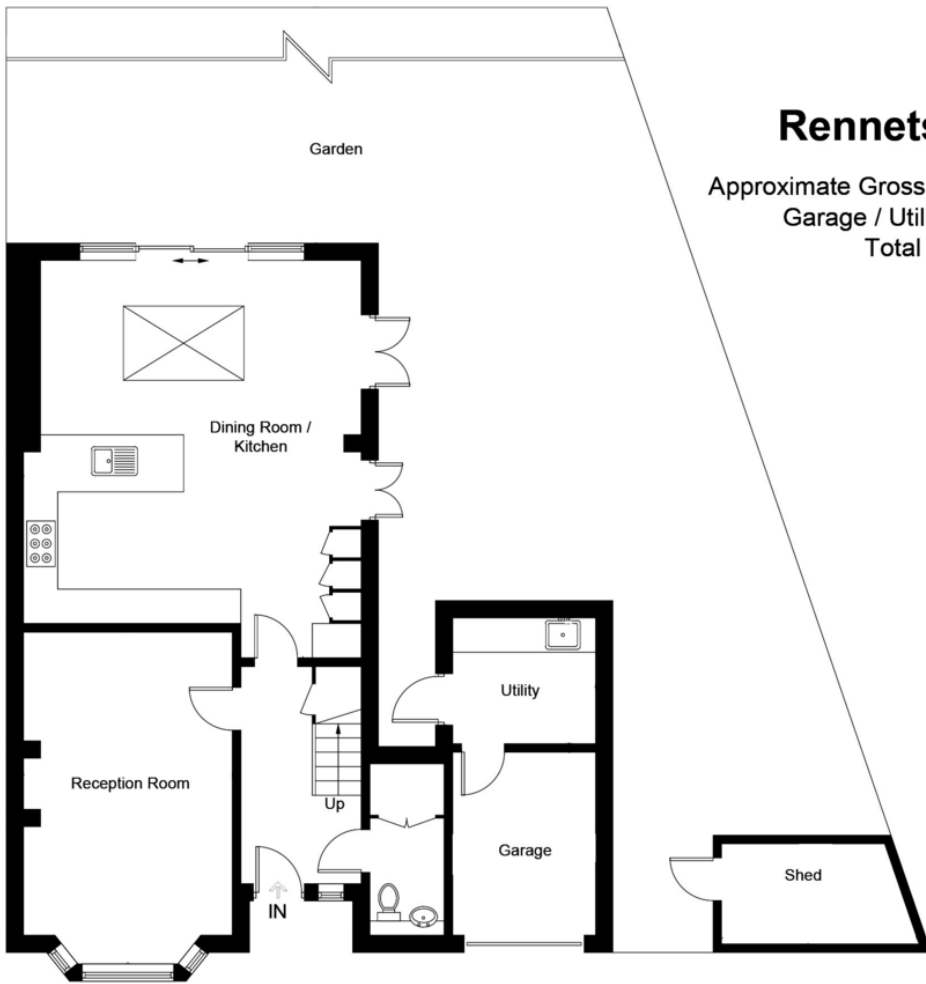 Rennets
Approximate Gross
Garage / Util
Total
Garden
Dining Room /
Kitchen
Utility
Reception Room
Up
Garage
Shed
IN